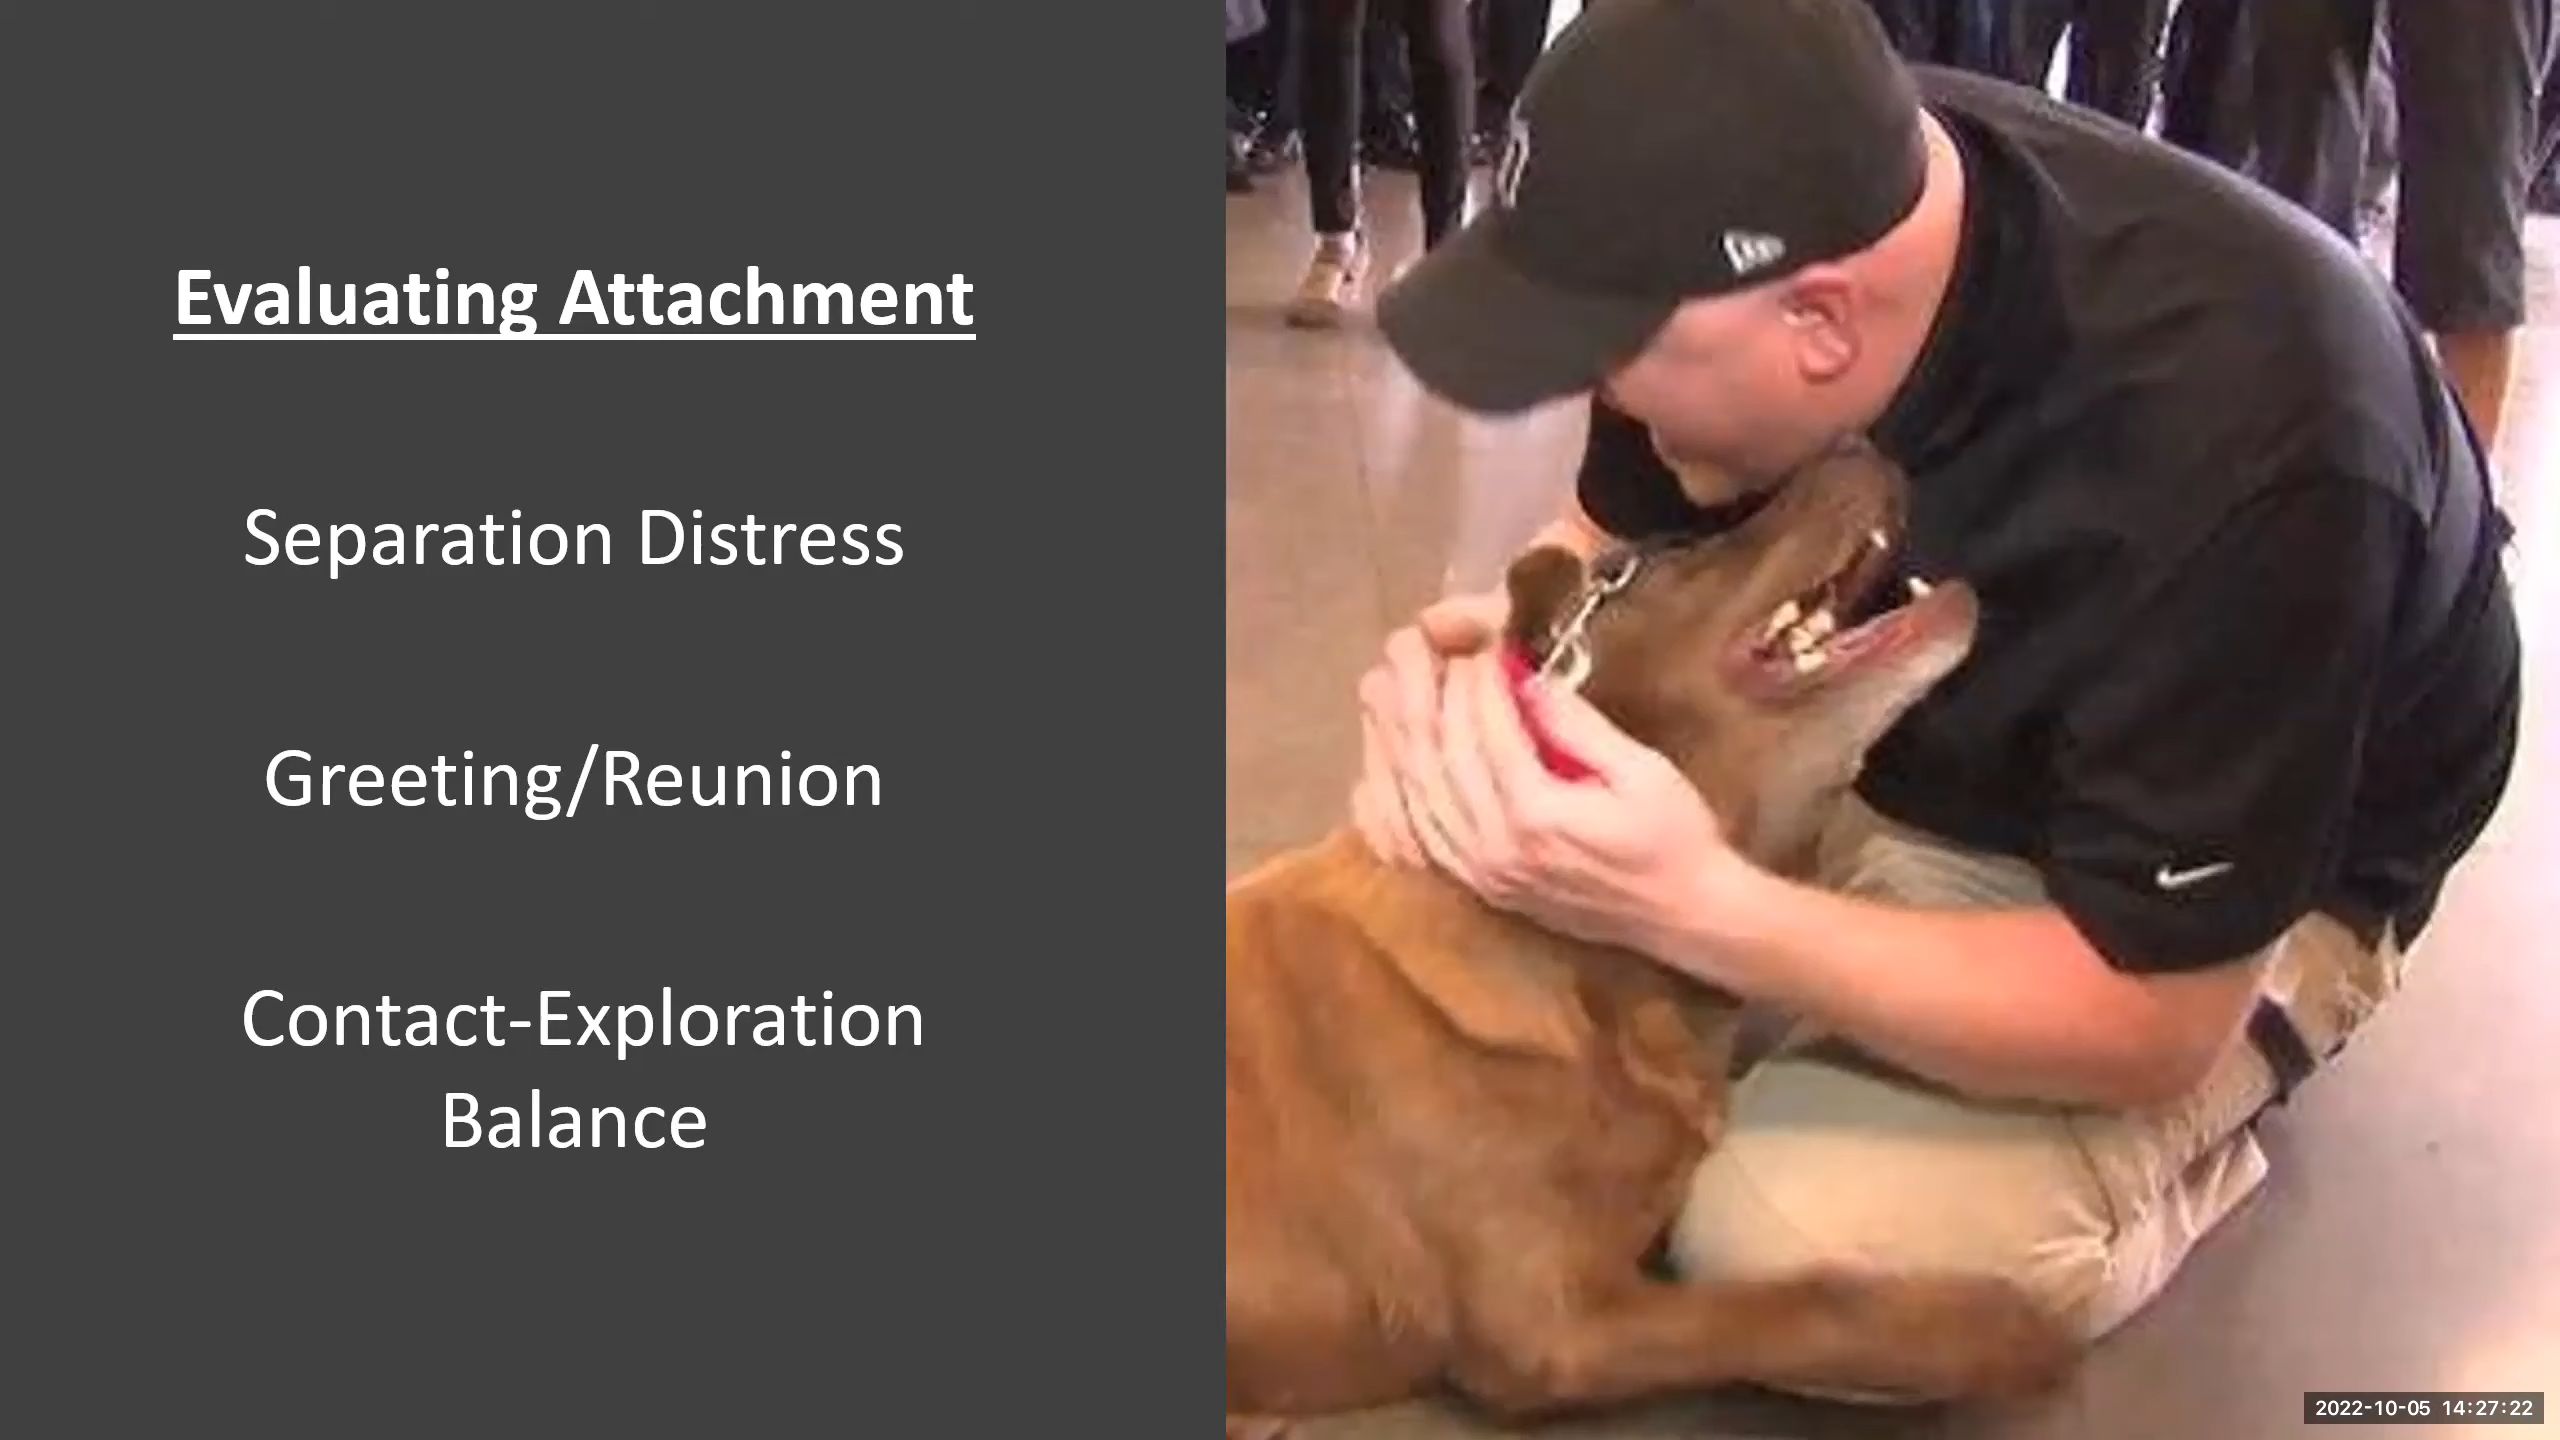 Evaluating Attachment
Separation Distress
Greeting/Reunion
Contact-Exploration
Balance
2022-10-05 14:27:22